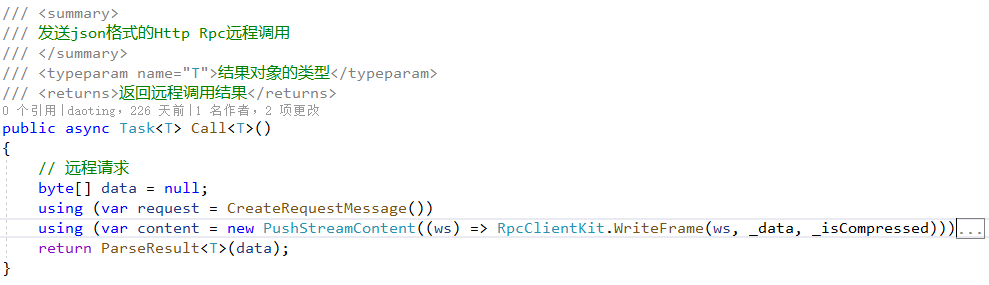 /// <summary>
/// 发送json格式的Http Rpc远程调用
/// </summary>
/// <typeparam name="T">结果对象的类型</typeparam>
/// <returns>返回远程调用结果</returns>
0 个引用|daoting，226 天前|1 名作者，2 项更改
public async Task<T> Call<T>()
{
    // 远程请求
    byte[] data = null;
    using (var request = CreateRequestMessage())
    using (var content = new PushStreamContent((ws) => RpcClientKit.WriteFrame(ws, _data, _isCompressed)))...
    return ParseResult<T>(data);
}